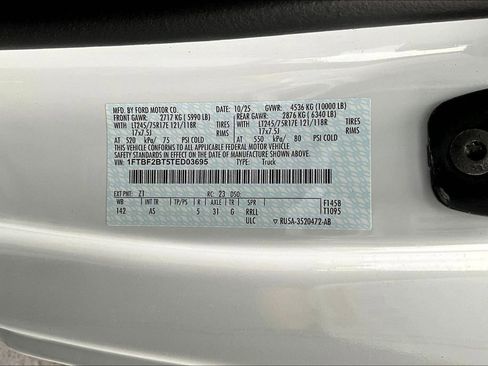 MFD. BY FORD MOTOR CO.
10/25 GVWR: 4536 KG (10000 LB)
FRONT GAWR: 2717 KG (5990 LB)
REAR GAWR: 2876 KG (6340 LB)
WITH LT245/75R17E 121/118R TIRES
WITH LT245/75R17E 121/118R TIRES
17x7.5J RIMS
17x7.5J RIMS
AT 520 kPa/ 75 PSI COLD
AT 550 kPa/ 80 PSI COLD
THIS VEHICLE CONFORMS TO ALL APPLICABLE FEDERAL MOTOR VEHICLE
SAFETY STANDARDS IN EFFECT ON THE DATE OF MANUFACTURE SHOWN ABOVE.
VIN: 1FTBF2BT5TED03695 TYPE: Truck
EXT PNT: Z1 RC: 23 DSO:
WB INT TR TP/PS R AXLE TR SPR F145B
142 AS 5 31 G RRLL T1095
ULC RU5A-3520472-AB